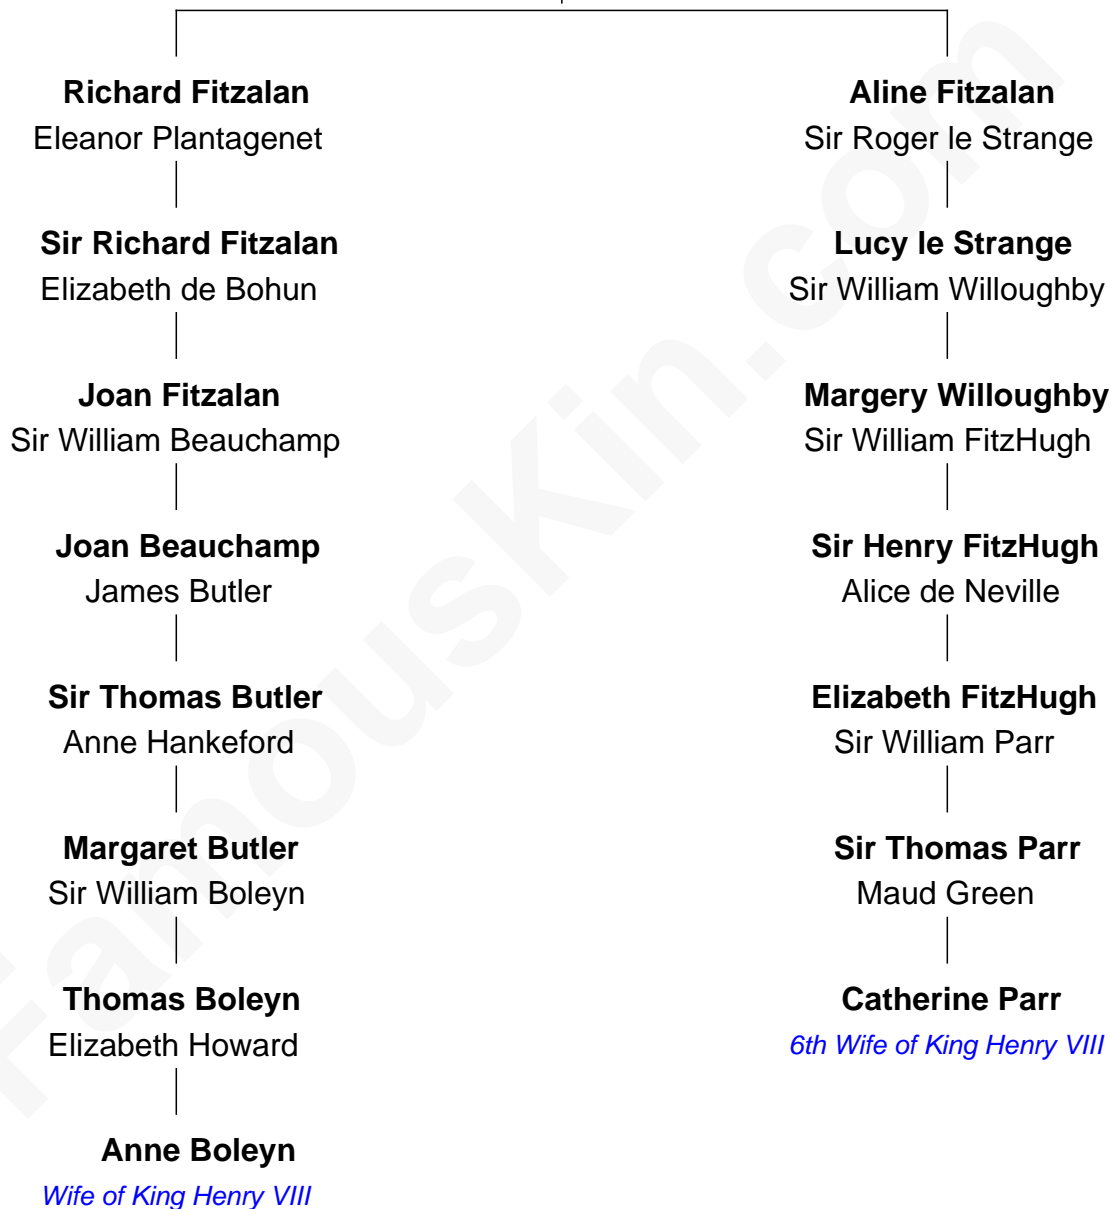 Richard Fitzalan
Eleanor Plantagenet
Sir Richard Fitzalan
Elizabeth de Bohun
Joan Fitzalan
Sir William Beauchamp
Joan Beauchamp
James Butler
Sir Thomas Butler
Anne Hankeford
Margaret Butler
Sir William Boleyn
Thomas Boleyn
Elizabeth Howard
Anne Boleyn
Wife of King Henry VIII
Aline Fitzalan
Sir Roger le Strange
Lucy le Strange
Sir William Willoughby
Margery Willoughby
Sir William FitzHugh
Sir Henry FitzHugh
Alice de Neville
Elizabeth FitzHugh
Sir William Parr
Sir Thomas Parr
Maud Green
Catherine Parr
6th Wife of King Henry VIII
FamousKin.com